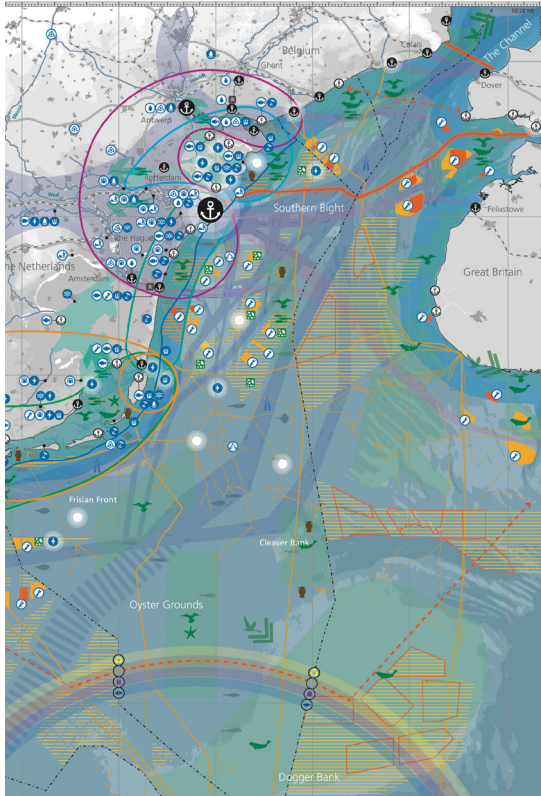 Belgium
Ghent
Calais
The Channel
Dover
Antwerp
Rotterdam
Waal
Southern Bight
Felixstowe
The Hague
he Netherlands
Amsterdam
Great Britain
Frisian Front
Cleaver Bank
Oyster Grounds
Dogger Bank